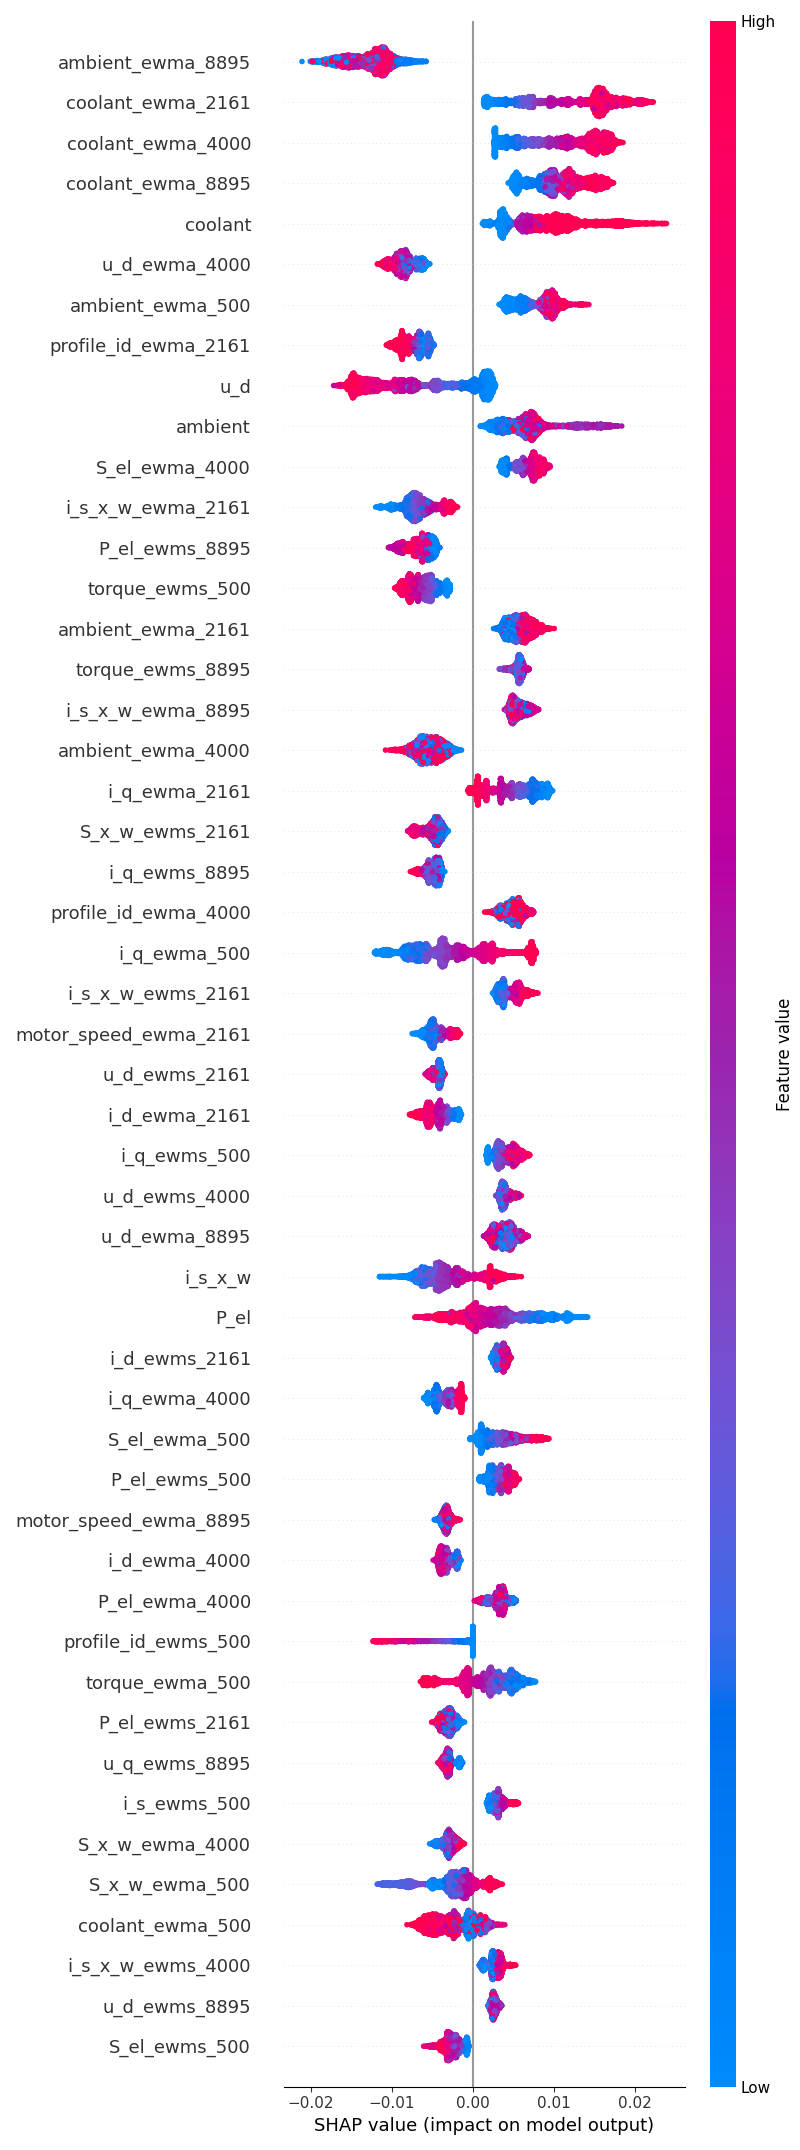 High
ambient_ewma_8895
coolant_ewma_2161
coolant_ewma_4000
coolant_ewma_8895
coolant
u_d_ewma_4000
ambient_ewma_500
profile_id_ewma_2161
u_d
ambient
S_el_ewma_4000
i_s_x_w_ewma_2161
P_el_ewms_8895
torque_ewms_500
ambient_ewma_2161
torque_ewms_8895
i_s_x_w_ewma_8895
ambient_ewma_4000
i_q_ewma_2161
S_x_w_ewms_2161
i_q_ewms_8895
profile_id_ewma_4000
i_q_ewma_500
i_s_x_w_ewms_2161
motor_speed_ewma_2161
u_d_ewms_2161
i_d_ewma_2161
i_q_ewms_500
u_d_ewms_4000
u_d_ewma_8895
i_s_x_w
P_el
i_d_ewms_2161
i_q_ewma_4000
S_el_ewma_500
P_el_ewms_500
motor_speed_ewma_8895
i_d_ewma_4000
P_el_ewma_4000
profile_id_ewms_500
torque_ewma_500
P_el_ewms_2161
u_q_ewms_8895
i_s_ewms_500
S_x_w_ewma_4000
S_x_w_ewma_500
coolant_ewma_500
i_s_x_w_ewms_4000
u_d_ewms_8895
S_el_ewms_500
Feature value
Low
−0.02 −0.01 0.00 0.01 0.02
SHAP value (impact on model output)